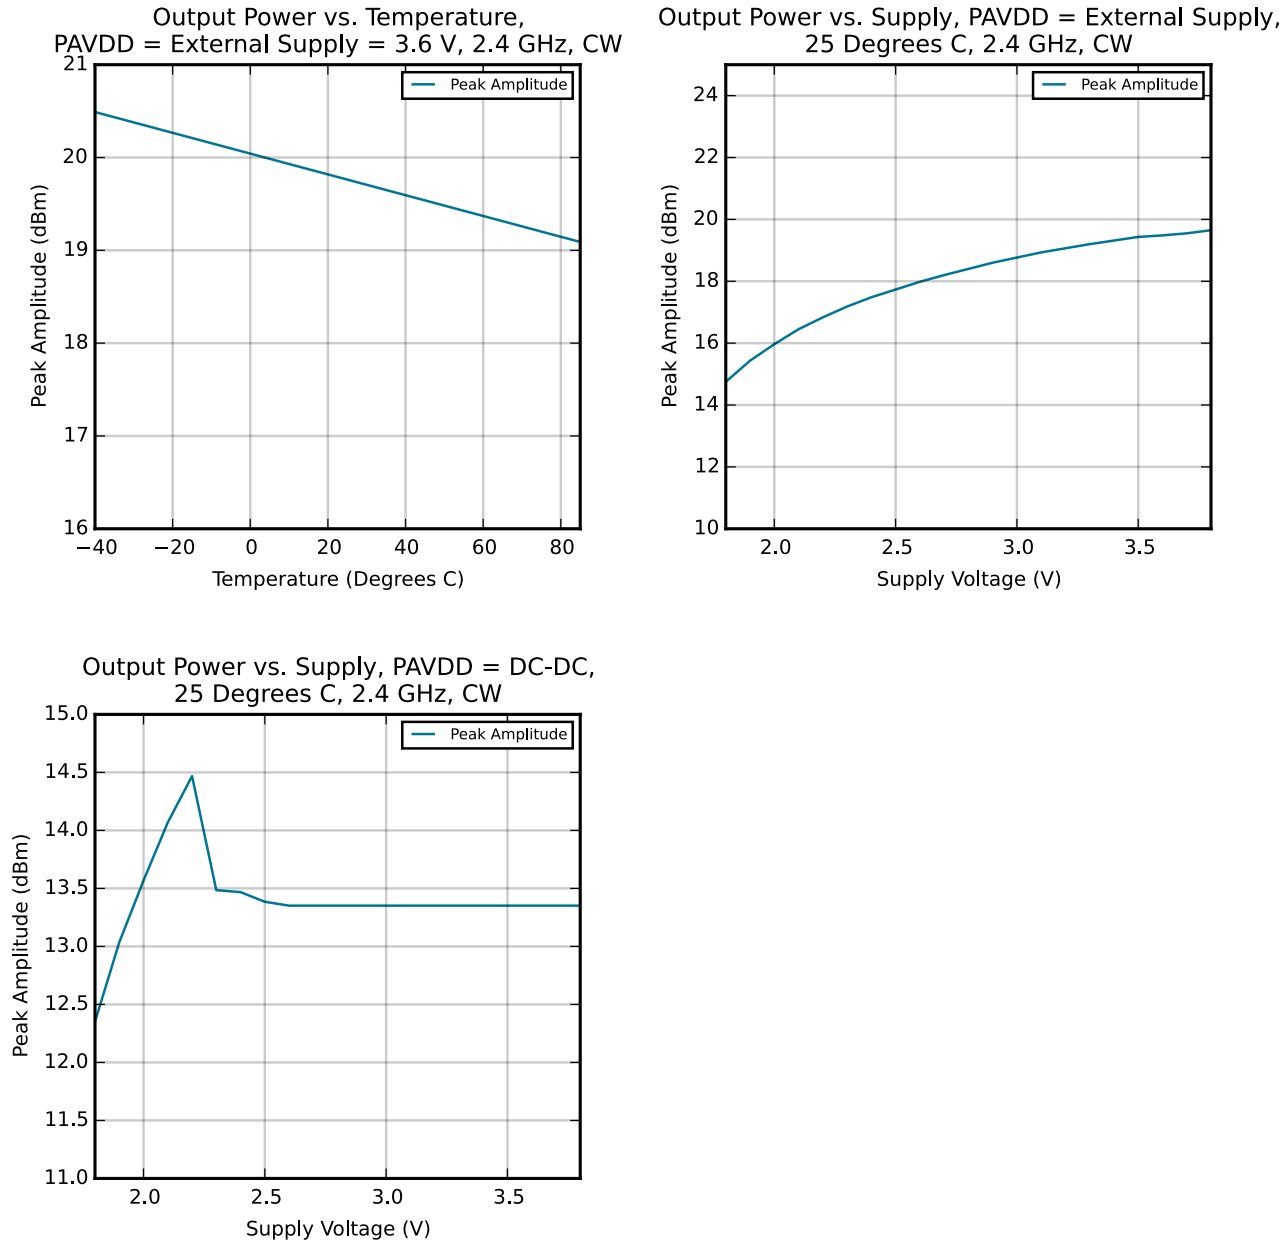 Output Power vs. Temperature,
PAVDD = External Supply = 3.6 V, 2.4 GHz, CW
Peak Amplitude
21
20
19
18
17
16
Peak Amplitude (dBm)
−40
−20
0
20
40
60
80
Temperature (Degrees C)
Output Power vs. Supply, PAVDD = External Supply,
25 Degrees C, 2.4 GHz, CW
Peak Amplitude
24
22
20
18
16
14
12
10
Peak Amplitude (dBm)
2.0
2.5
3.0
3.5
Supply Voltage (V)
Output Power vs. Supply, PAVDD = DC-DC,
25 Degrees C, 2.4 GHz, CW
Peak Amplitude
15.0
14.5
14.0
13.5
13.0
12.5
12.0
11.5
11.0
Peak Amplitude (dBm)
2.0
2.5
3.0
3.5
Supply Voltage (V)